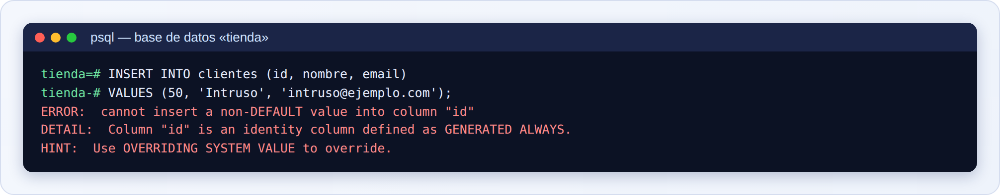 psql — base de datos «tienda»
tienda=# INSERT INTO clientes (id, nombre, email)
tienda-# VALUES (50, 'Intruso', 'intruso@ejemplo.com');
ERROR:  cannot insert a non-DEFAULT value into column "id"
DETAIL:  Column "id" is an identity column defined as GENERATED ALWAYS.
HINT:  Use OVERRIDING SYSTEM VALUE to override.